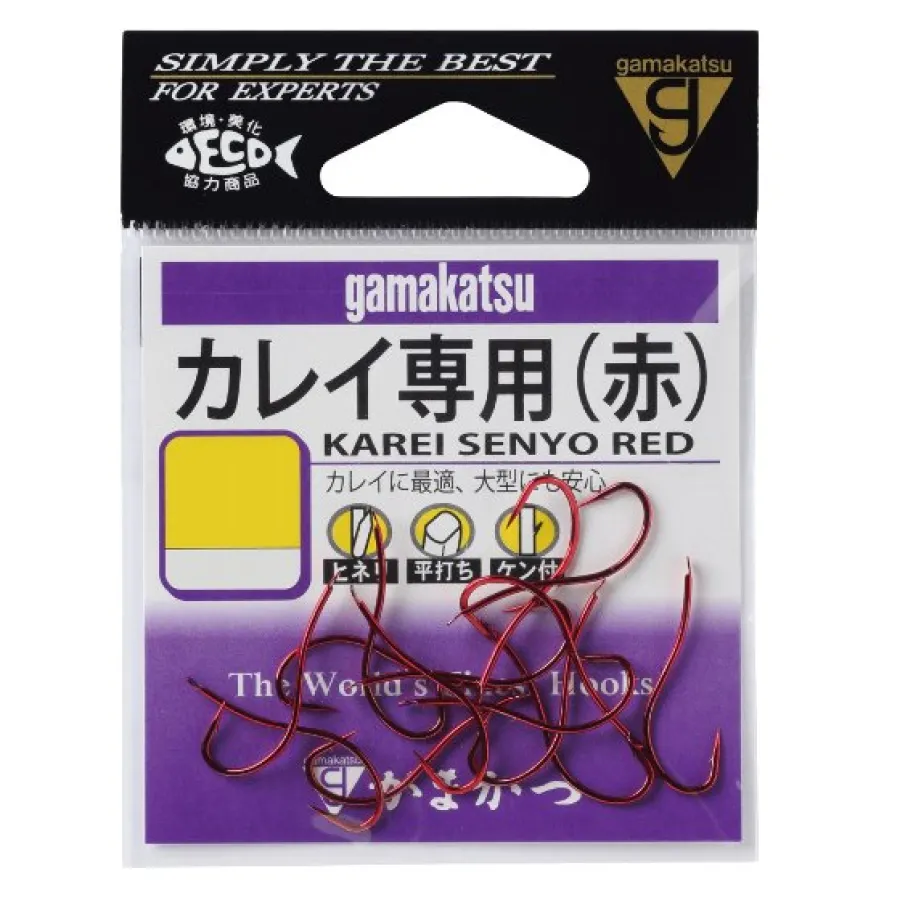 SIMPLY THE BEST
FOR EXPERTS
gamakatsu
環境・美化
ECO
協力商品
gamakatsu
カレイ専用(赤)
KAREI SENYO RED
カレイに最適、大型にも安心
ヒネリ 平打ち ケン付
The World's Finest Hooks
gamakatsu
がまかつ